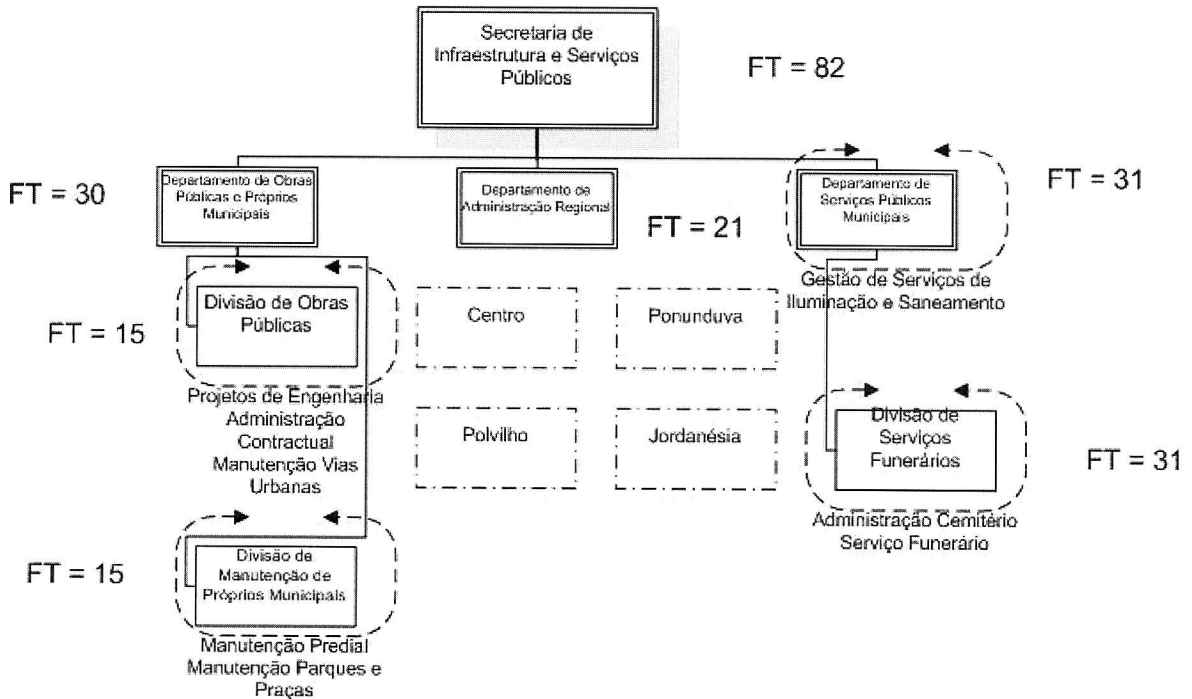 Secretaria de
Infraestrutura e Serviços
Públicos
FT = 82
FT = 30
Departamento de Obras
Públicas e Próprios
Municipais
Departamento de
Administração Regional
FT = 21
Departamento de
Serviços Públicos
Municipais
FT = 31
Gestão de Serviços de
Iluminação e Saneamento
FT = 15
Divisão de Obras
Públicas
Projetos de Engenharia
Administração
Contractual
Manutenção Vias
Urbanas
Centro
Ponunduva
Polvilho
Jordanésia
Divisão de
Serviços
Funerários
FT = 31
Administração Cemitério
Serviço Funerário
FT = 15
Divisão de
Manutenção de
Próprios Municipais
Manutenção Predial
Manutenção Parques e
Praças